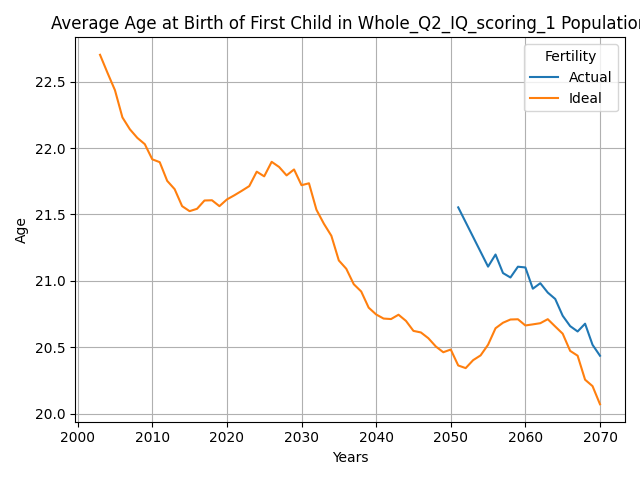 Average Age at Birth of First Child in Whole_Q2_IQ_scoring_1 Population
Fertility
Actual
Ideal
22.5
22.0
21.5
21.0
20.5
20.0
Age
2000 2010 2020 2030 2040 2050 2060 2070
Years